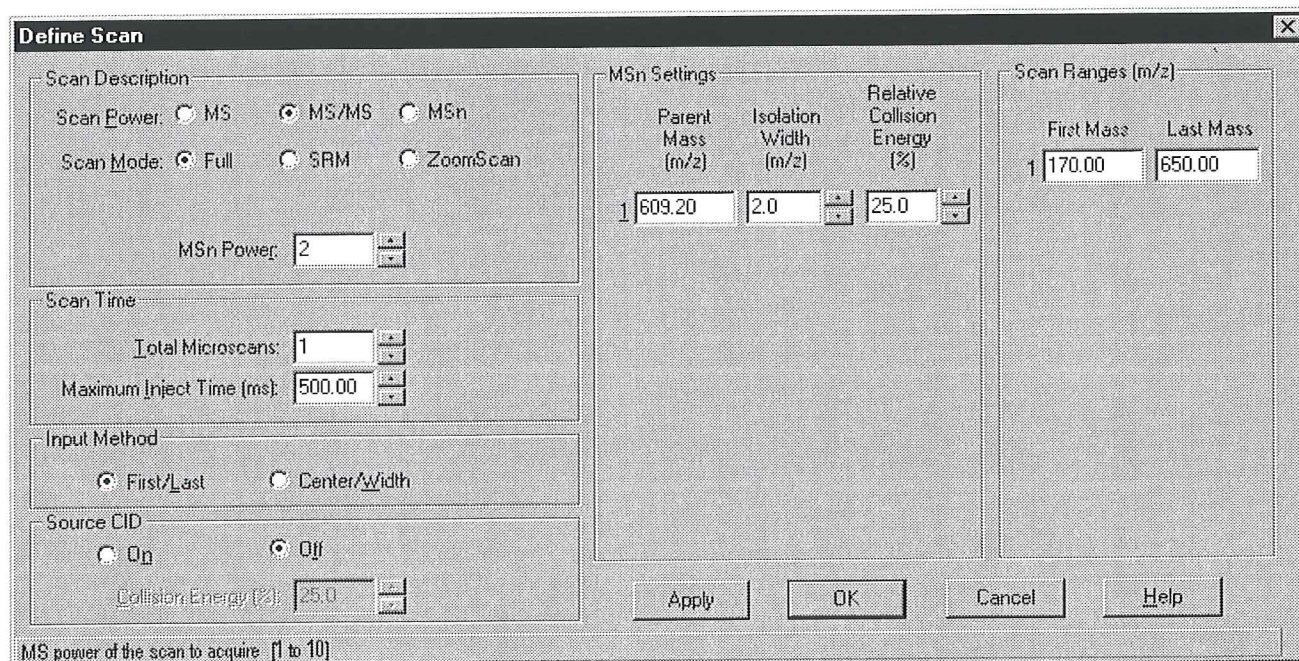 Define Scan
Scan Description
Scan Power: MS MS/MS MSn
Scan Mode: Full SRM ZoomScan
MSn Power: 2
Scan Time
Total Microscans: 1
Maximum Inject Time (ms): 500.00
Input Method
First/Last Center/Width
Source CID
On Off
Collision Energy (%): 25.0
MSn Settings
Parent Mass (m/z)
Isolation Width (m/z)
Relative Collision Energy (%)
1 609.20 2.0 25.0
Scan Ranges (m/z)
First Mass Last Mass
1 170.00 650.00
Apply OK Cancel Help
MS power of the scan to acquire [1 to 10]